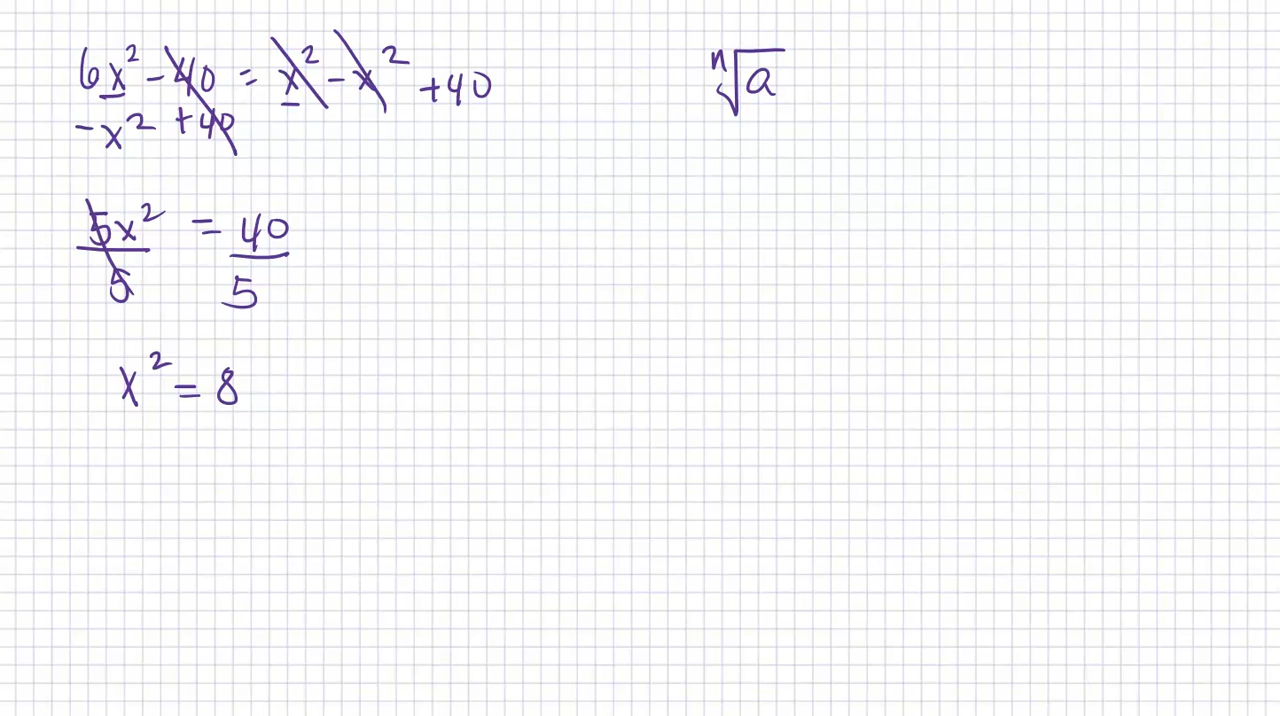 6x² - 40 = x² - x² + 40
-x² + 40
5x² = 40
5 5
x² = 8
ⁿ√a